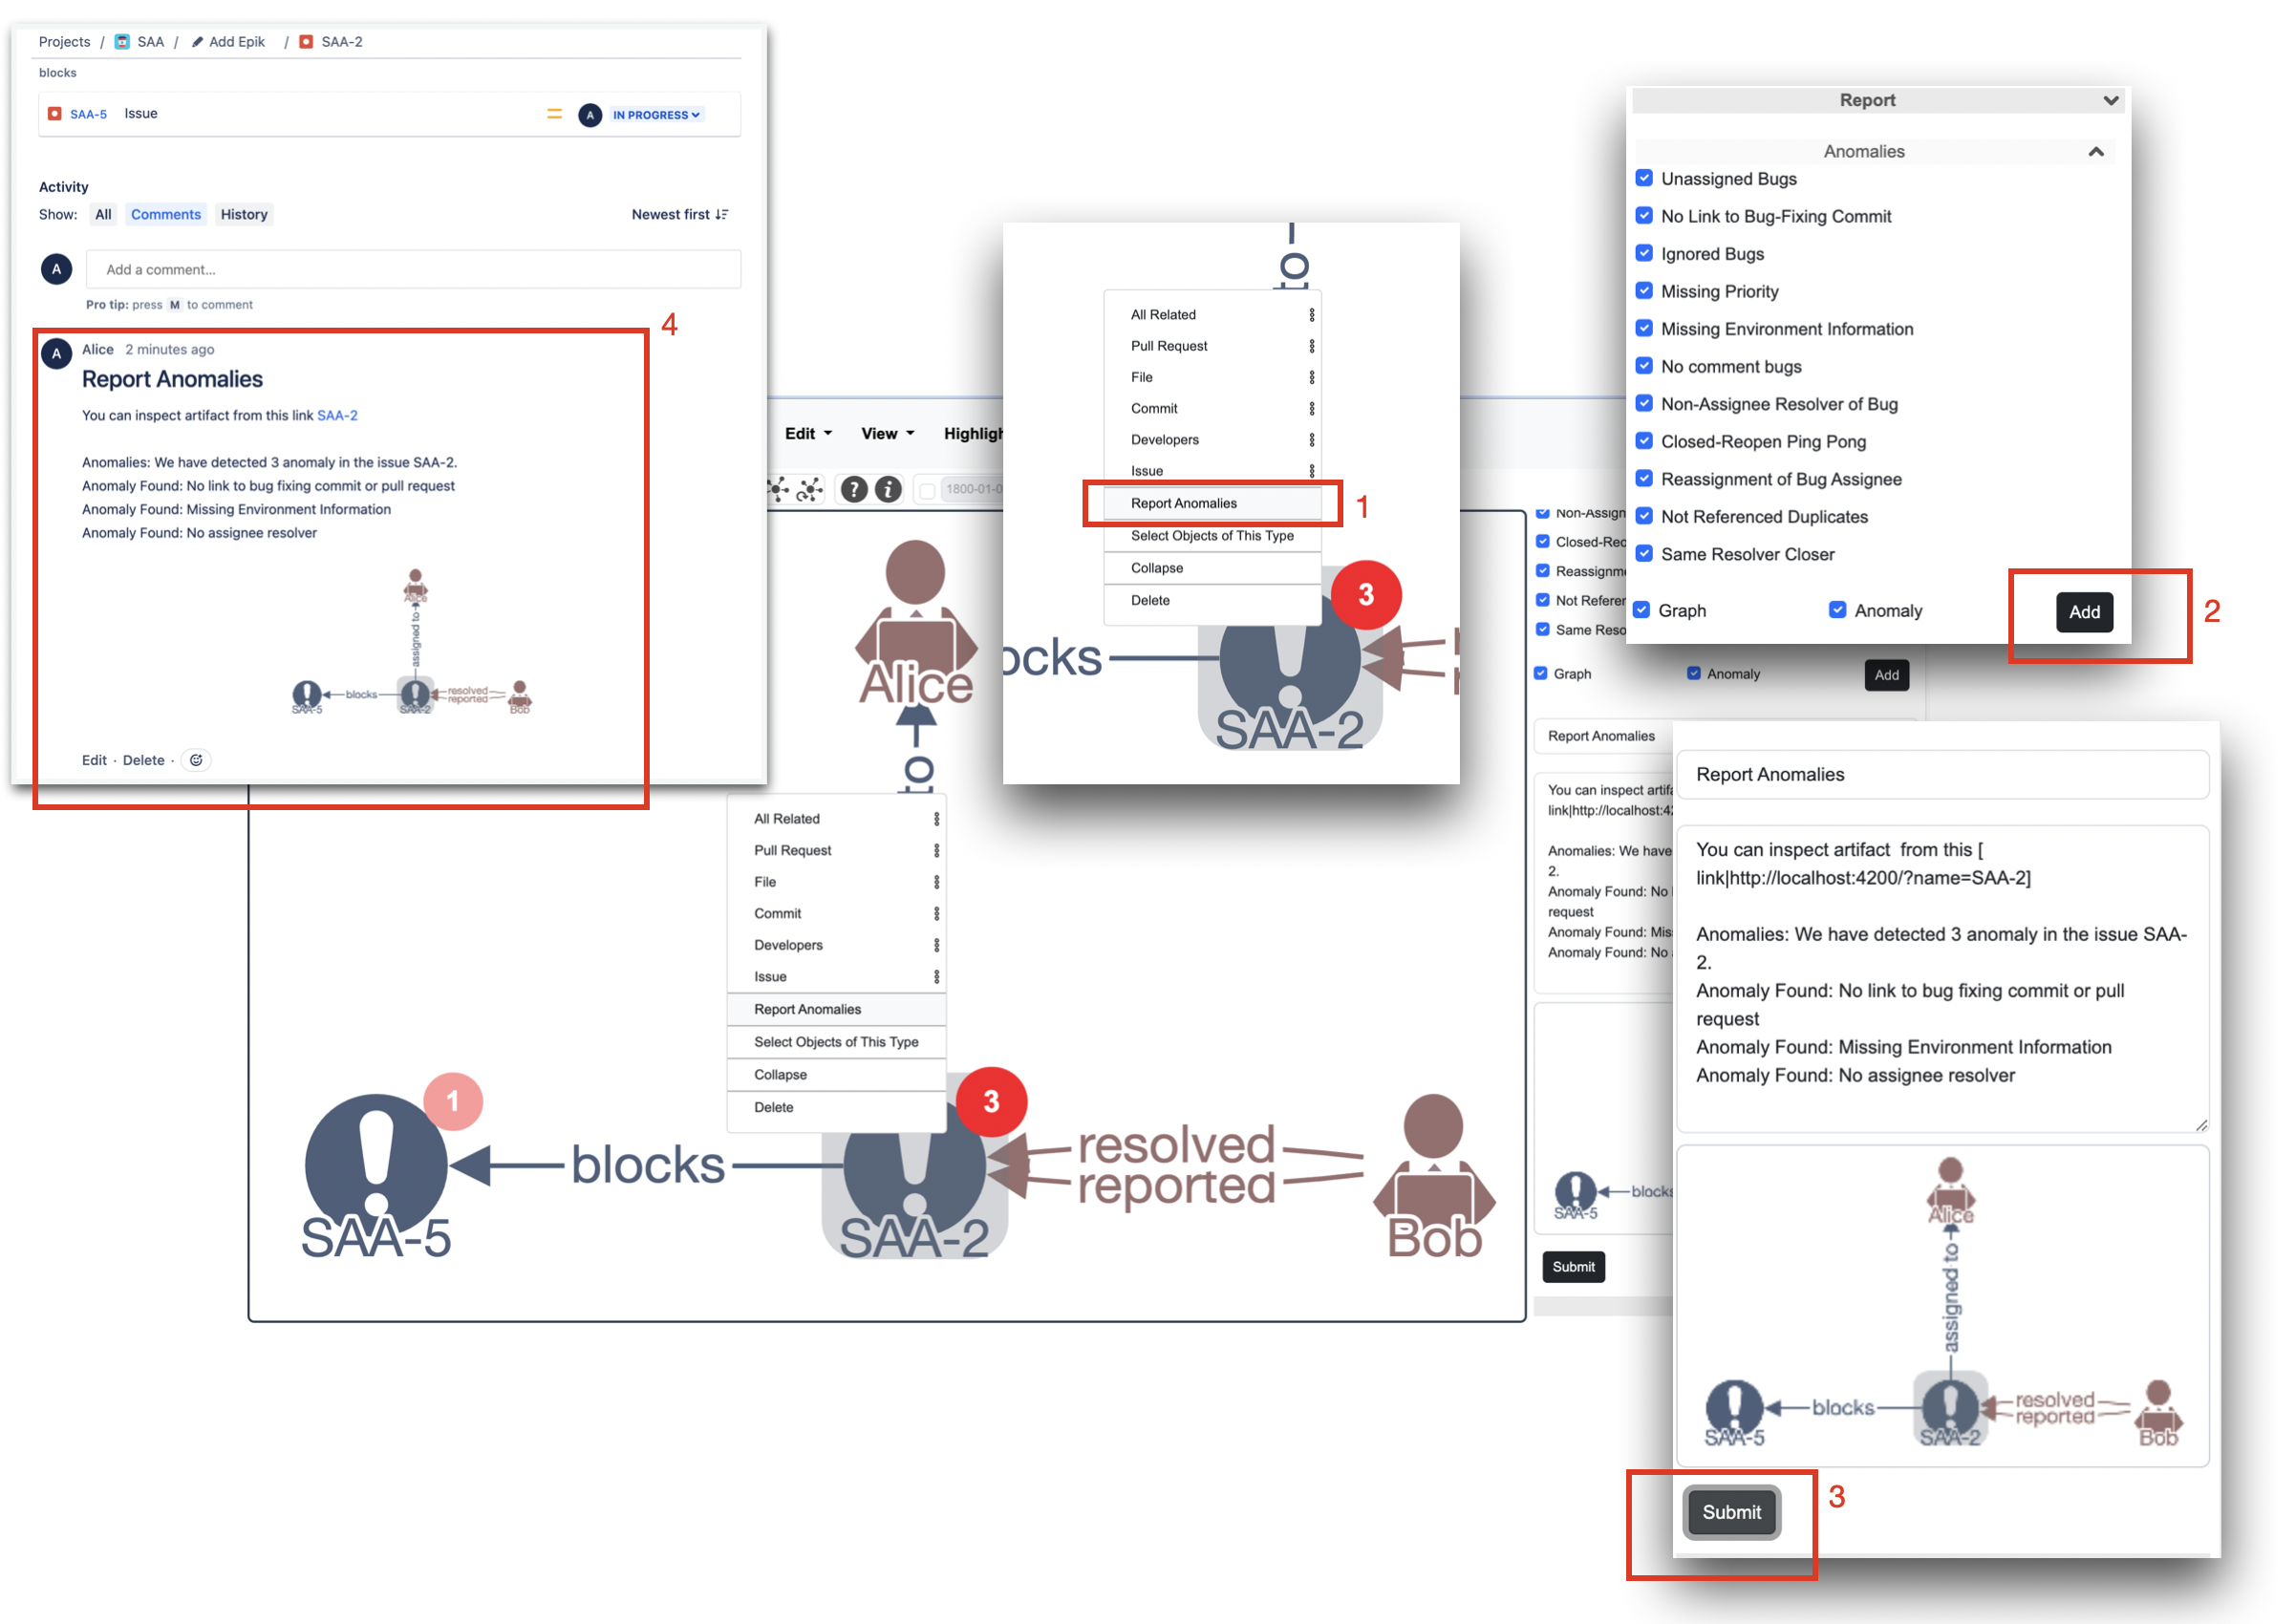 Projects / SAA / Add Epik / SAA-2
blocks
SAA-5 Issue A IN PROGRESS
Activity
Show: All Comments History Newest first
A Add a comment...
Pro tip: press M to comment
4
A Alice 2 minutes ago
Report Anomalies
You can inspect artifact from this link SAA-2
Anomalies: We have detected 3 anomaly in the issue SAA-2.
Anomaly Found: No link to bug fixing commit or pull request
Anomaly Found: Missing Environment Information
Anomaly Found: No assignee resolver
Alice
assigned to
SAA-5
blocks
SAA-2
resolved
reported
Bob
Edit · Delete ·
Edit View Highligh
? i 1800-01-0
Alice
to
All Related
Pull Request
File
Commit
Developers
Issue
Report Anomalies
Select Objects of This Type
Collapse
Delete
1
SAA-5
blocks
3
SAA-2
resolved
reported
Bob
to
All Related
Pull Request
File
Commit
Developers
Issue
Report Anomalies
1
Select Objects of This Type
Collapse
Delete
3
ocks
SAA-2
Report
Anomalies
Unassigned Bugs
No Link to Bug-Fixing Commit
Ignored Bugs
Missing Priority
Missing Environment Information
No comment bugs
Non-Assignee Resolver of Bug
Closed-Reopen Ping Pong
Reassignment of Bug Assignee
Not Referenced Duplicates
Same Resolver Closer
Graph Anomaly Add
2
Non-Assign
Closed-Reo
Reassignm
Not Referen
Same Reso
Graph Anomaly Add
Report Anomalies
You can inspect artifa
link|http://localhost:42
Anomalies: We have
2.
Anomaly Found: No l
request
Anomaly Found: Mis
Anomaly Found: No
SAA-5
blocks
Submit
Report Anomalies
You can inspect artifact from this [
link|http://localhost:4200/?name=SAA-2]
Anomalies: We have detected 3 anomaly in the issue SAA-
2.
Anomaly Found: No link to bug fixing commit or pull
request
Anomaly Found: Missing Environment Information
Anomaly Found: No assignee resolver
Alice
assigned to
SAA-5
blocks
SAA-2
resolved
reported
Bob
Submit
3